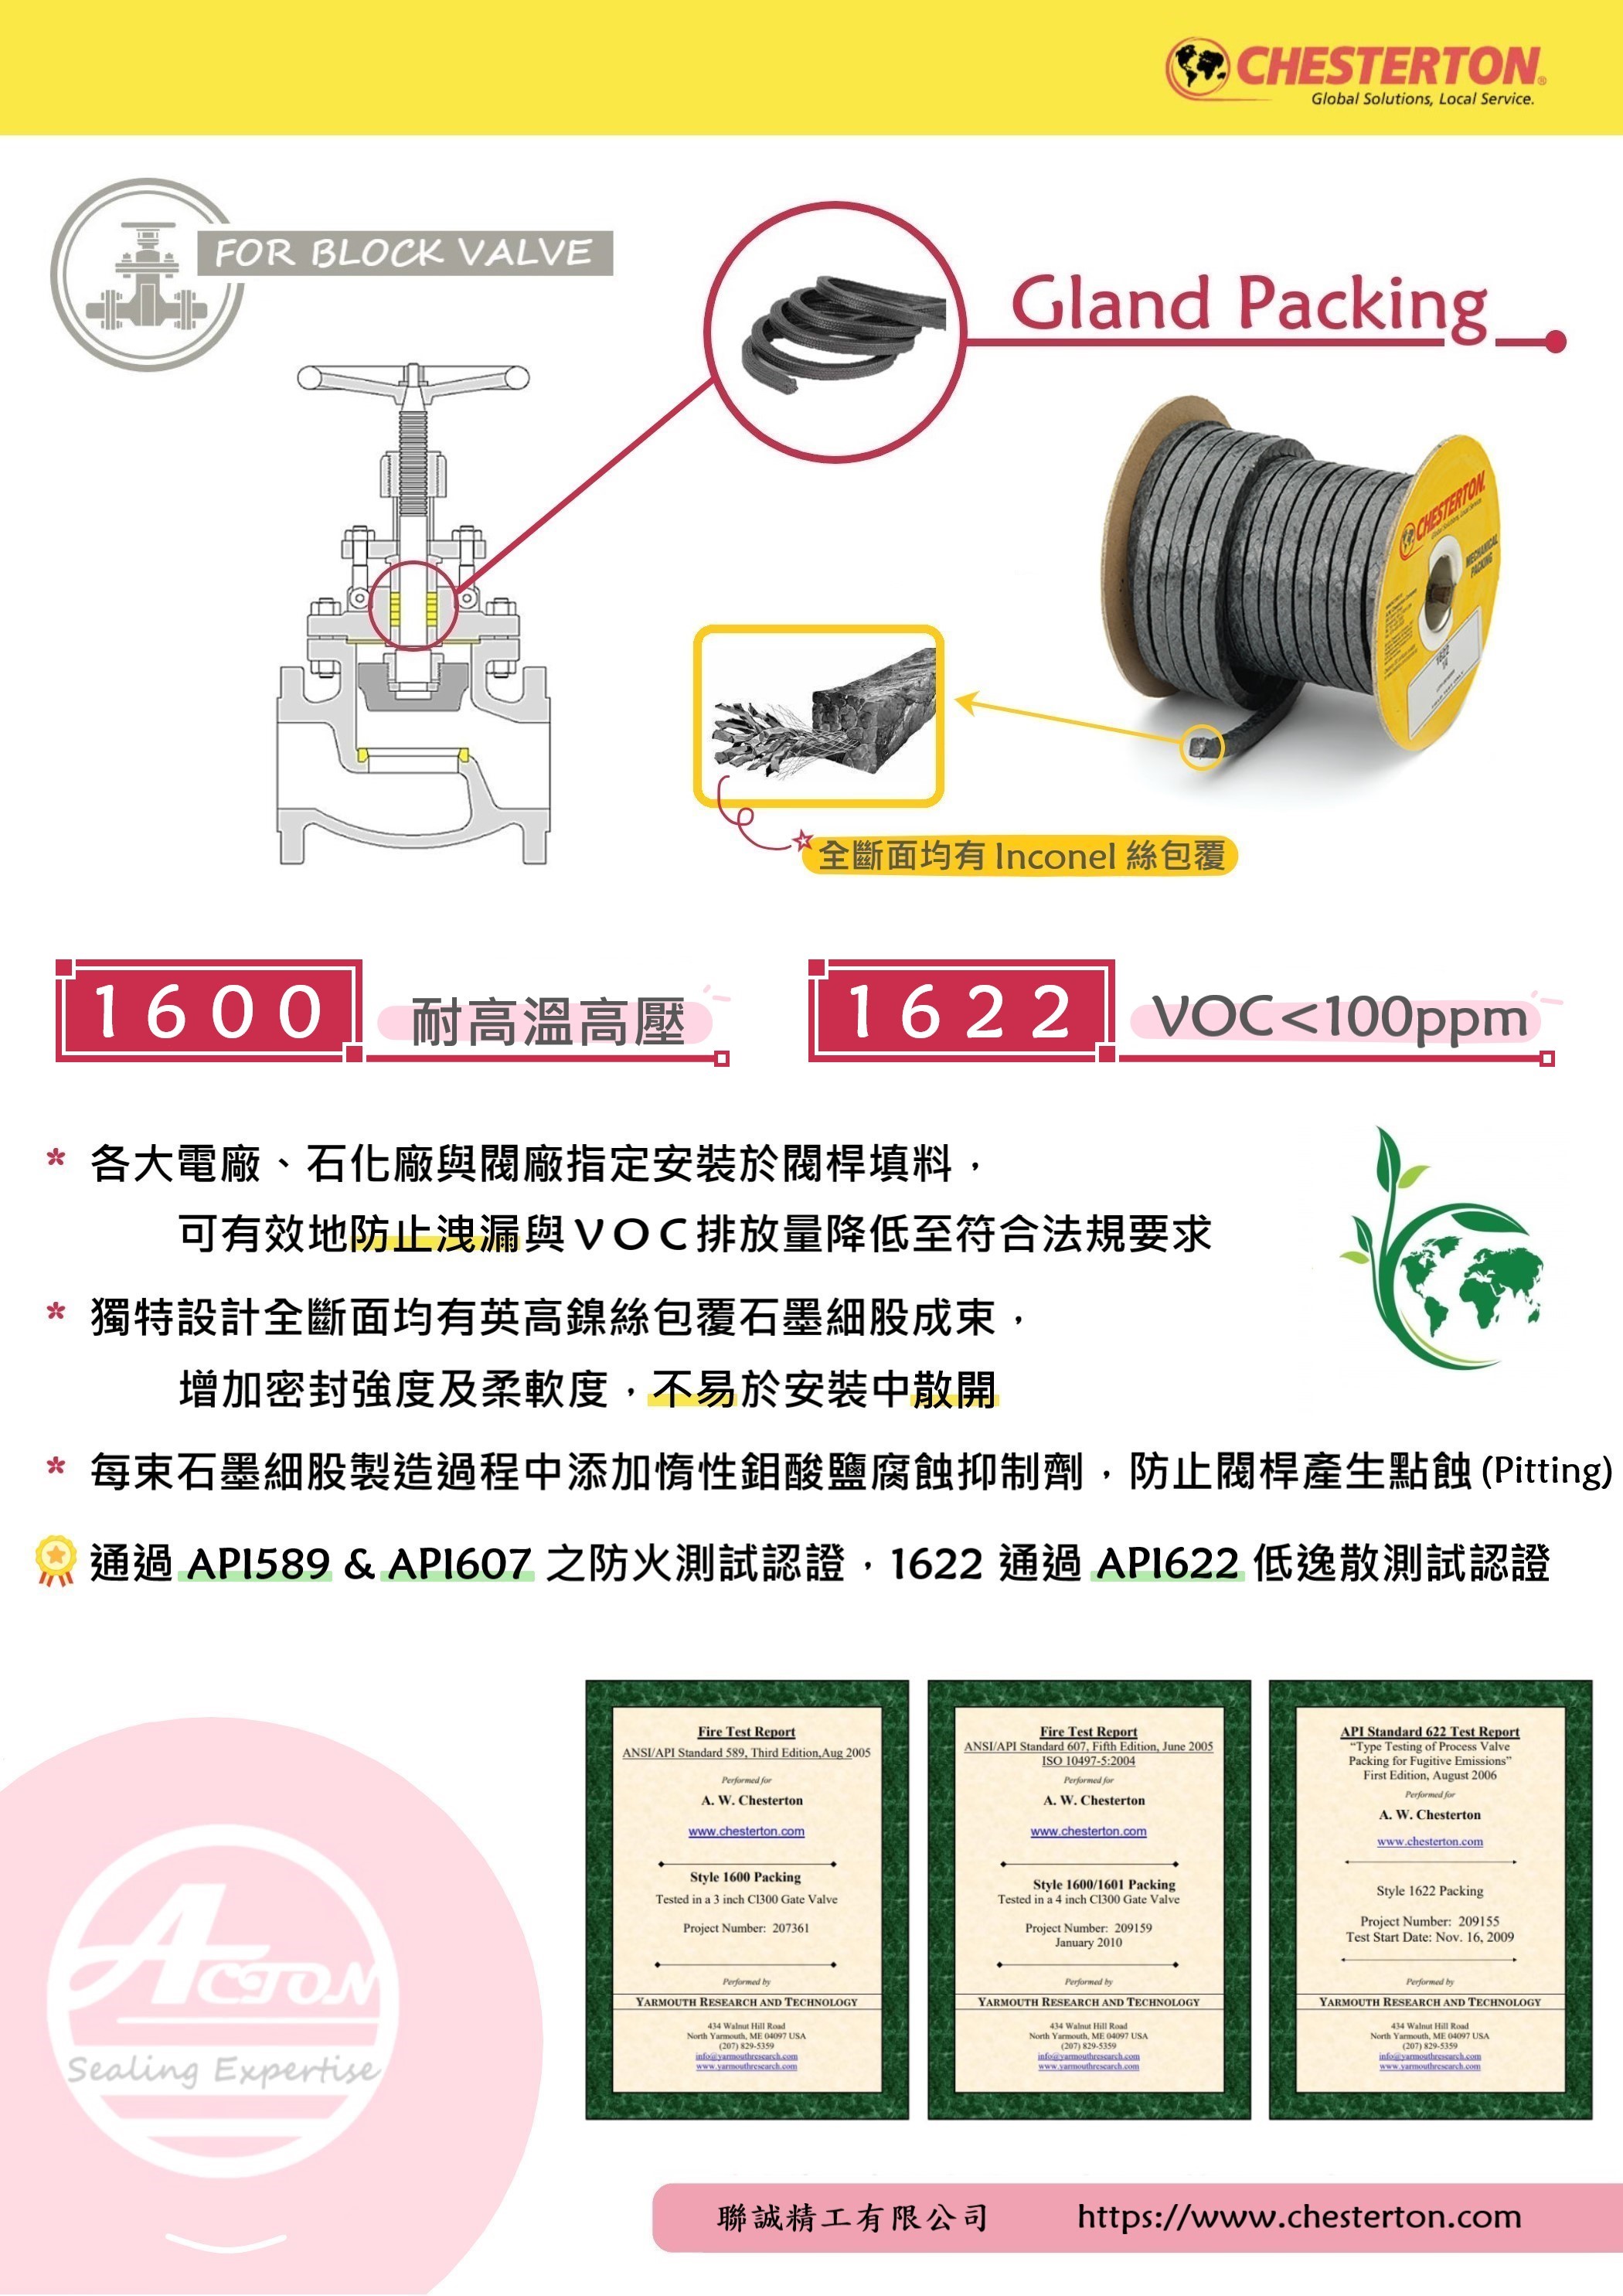 CHESTERTON®
Global Solutions, Local Service.
FOR BLOCK VALVE
Gland Packing
CHESTERTON
Global Solutions, Local Service.
MECHANICAL
PACKING
1622
1/4
全斷面均有 Inconel 絲包覆
1600
耐高溫高壓
1622
VOC<100ppm
* 各大電廠、石化廠與閥廠指定安裝於閥桿填料，
可有效地防止洩漏與VOC排放量降低至符合法規要求
* 獨特設計全斷面均有英高鎳絲包覆石墨細股成束，
增加密封強度及柔軟度，不易於安裝中散開
* 每束石墨細股製造過程中添加惰性鉬酸鹽腐蝕抑制劑，防止閥桿產生點蝕(Pitting)
通過 API589 & API607 之防火測試認證，1622 通過 API622 低逸散測試認證
Fire Test Report
ANSI/API Standard 589, Third Edition,Aug 2005
Performed for
A. W. Chesterton
www.chesterton.com
Style 1600 Packing
Tested in a 3 inch Cl300 Gate Valve
Project Number: 207361
Performed by
YARMOUTH RESEARCH AND TECHNOLOGY
434 Walnut Hill Road
North Yarmouth, ME 04097 USA
(207) 829-5359
info@yarmouthresearch.com
www.yarmouthresearch.com
Fire Test Report
ANSI/API Standard 607, Fifth Edition, June 2005
ISO 10497-5:2004
Performed for
A. W. Chesterton
www.chesterton.com
Style 1600/1601 Packing
Tested in a 4 inch Cl300 Gate Valve
Project Number: 209159
January 2010
Performed by
YARMOUTH RESEARCH AND TECHNOLOGY
434 Walnut Hill Road
North Yarmouth, ME 04097 USA
(207) 829-5359
info@yarmouthresearch.com
www.yarmouthresearch.com
API Standard 622 Test Report
“Type Testing of Process Valve
Packing for Fugitive Emissions”
First Edition, August 2006
Performed for
A. W. Chesterton
www.chesterton.com
Style 1622 Packing
Project Number: 209155
Test Start Date: Nov. 16, 2009
Performed by
YARMOUTH RESEARCH AND TECHNOLOGY
434 Walnut Hill Road
North Yarmouth, ME 04097 USA
(207) 829-5359
info@yarmouthresearch.com
www.yarmouthresearch.com
ACTON
Sealing Expertise
聯誠精工有限公司 https://www.chesterton.com